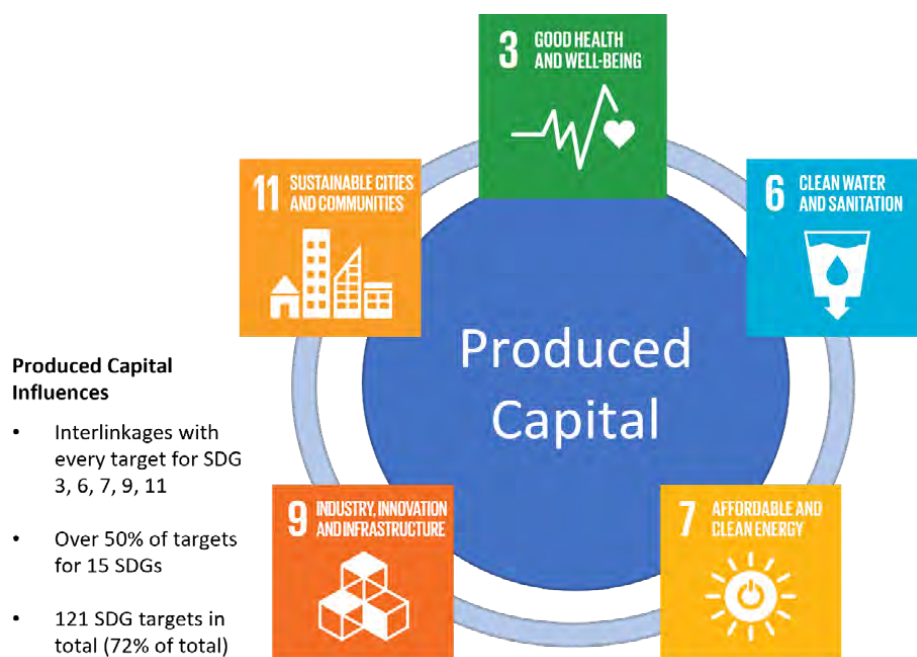 3 GOOD HEALTH
AND WELL-BEING
11 SUSTAINABLE CITIES
AND COMMUNITIES
6 CLEAN WATER
AND SANITATION
Produced
Capital
Produced Capital
Influences
• Interlinkages with
every target for SDG
3, 6, 7, 9, 11
• Over 50% of targets
for 15 SDGs
• 121 SDG targets in
total (72% of total)
9 INDUSTRY, INNOVATION
AND INFRASTRUCTURE
7 AFFORDABLE AND
CLEAN ENERGY